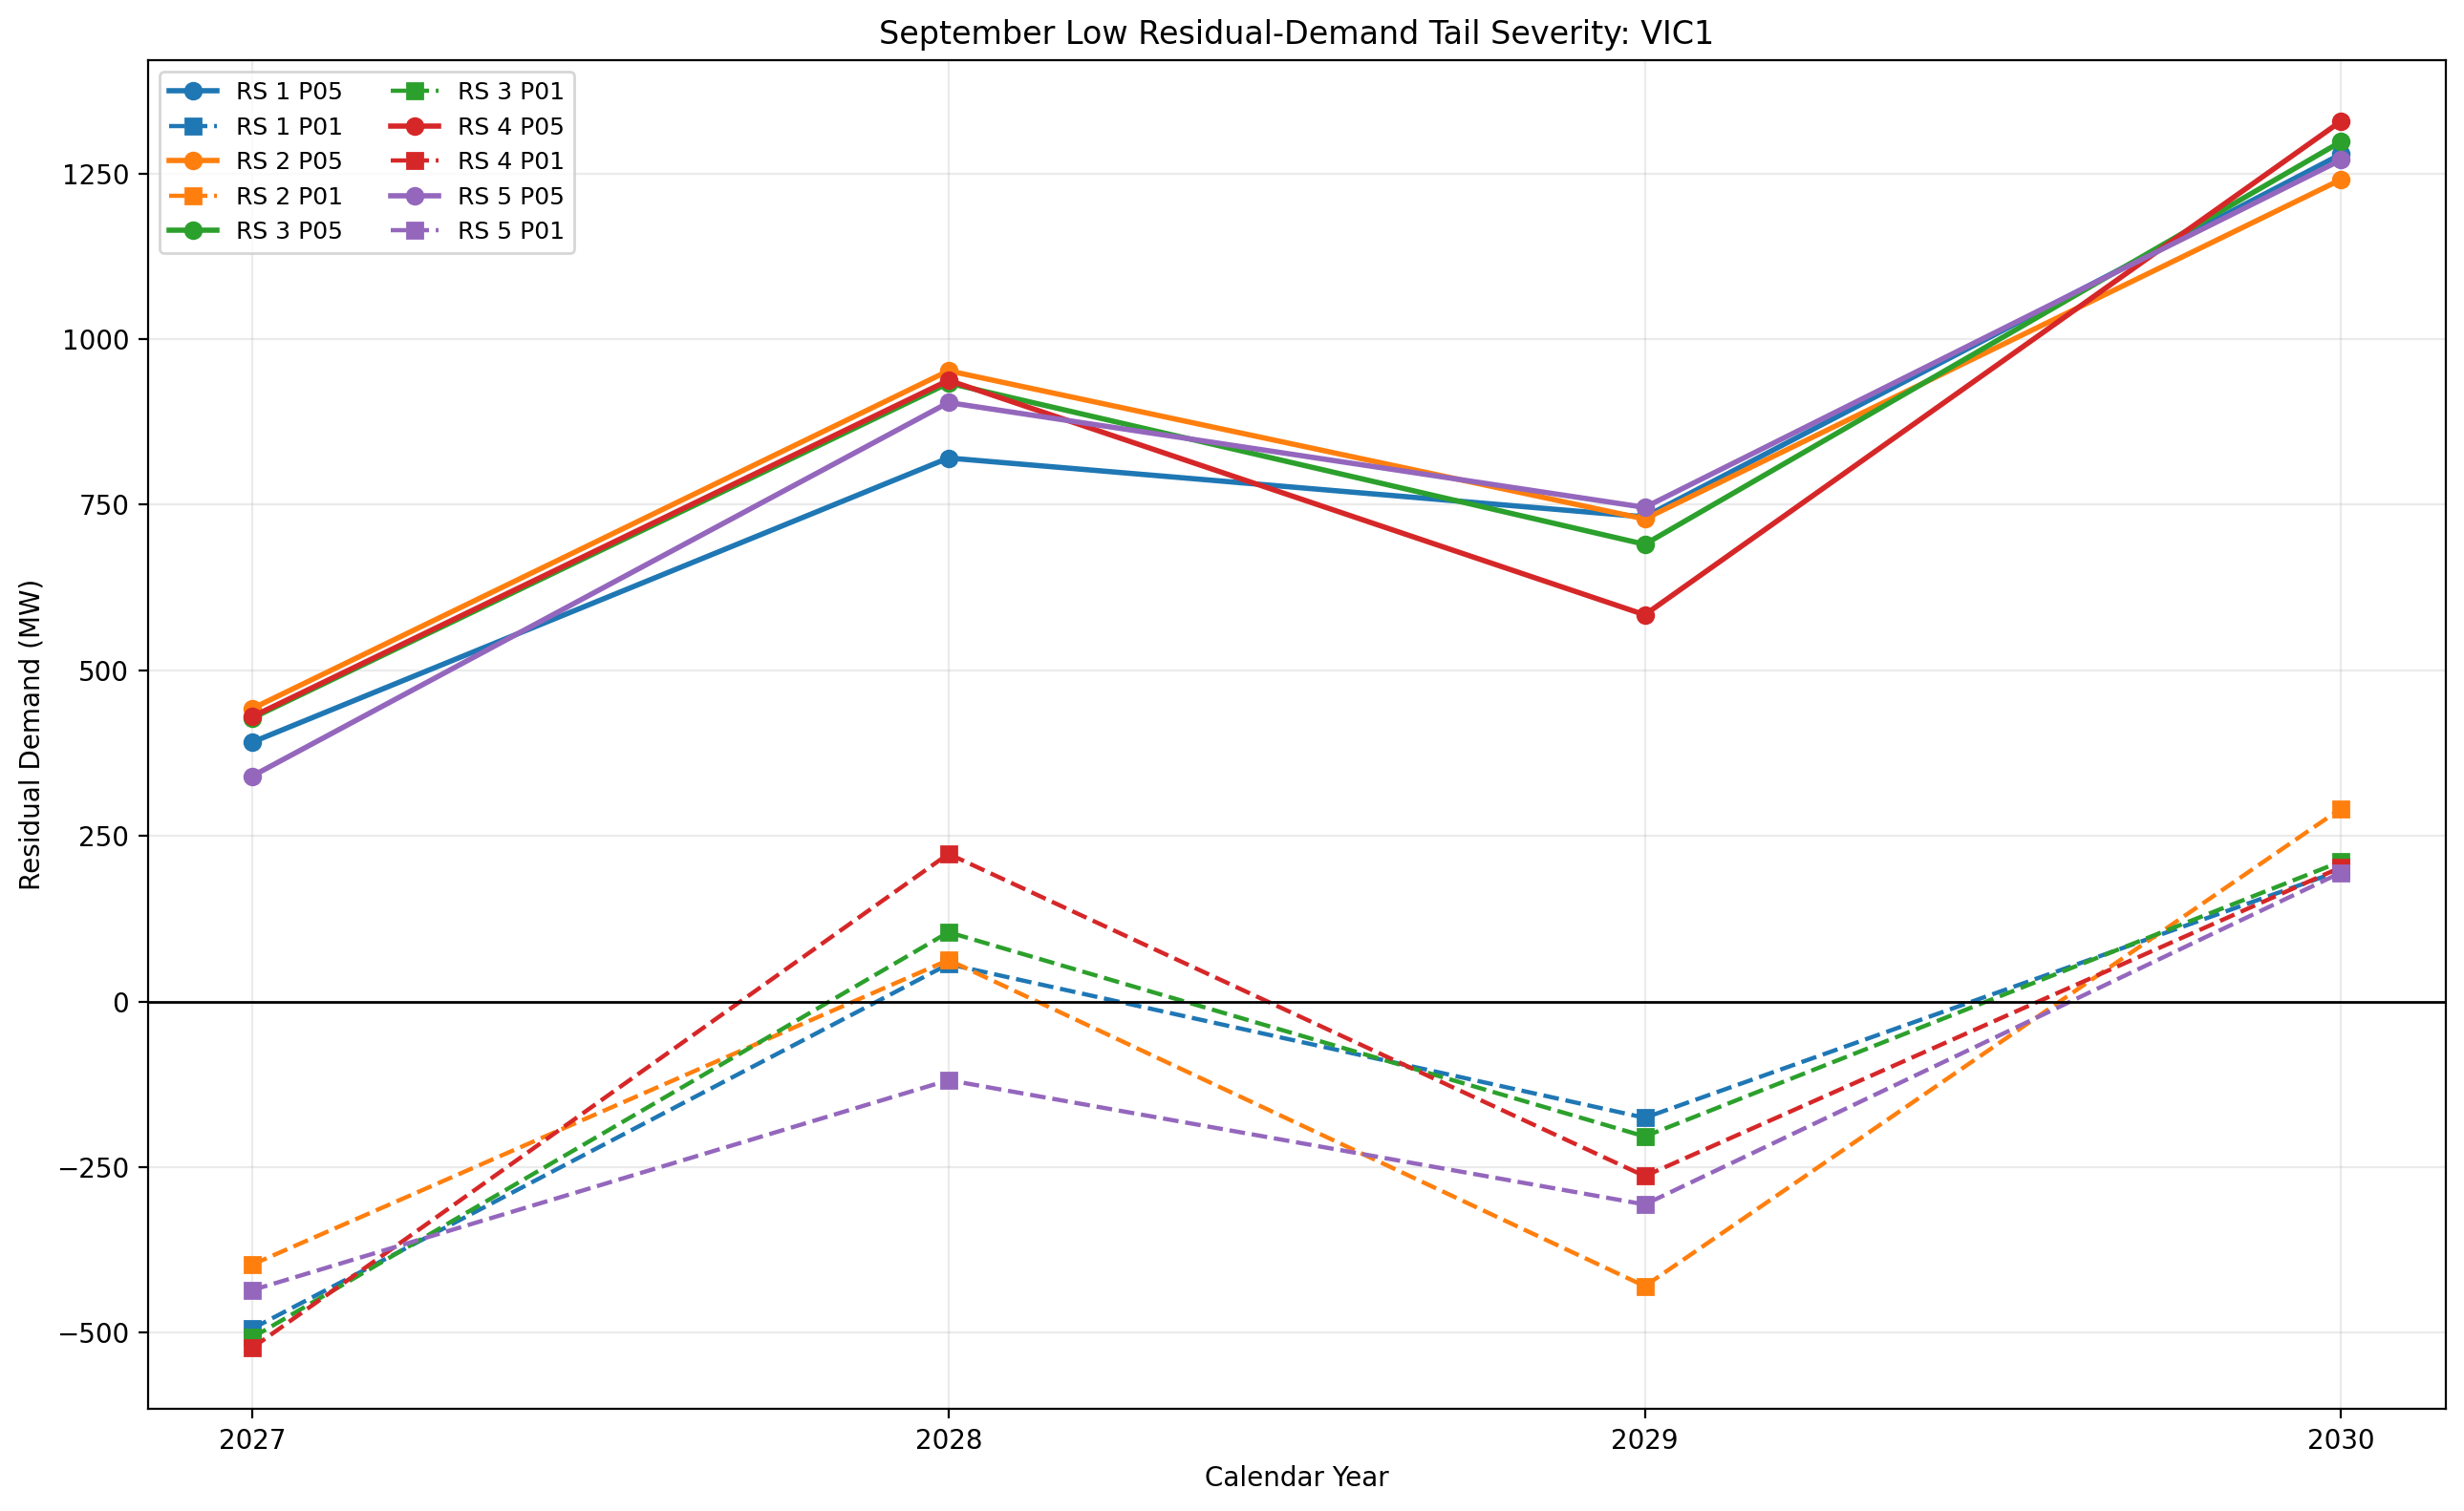 September Low Residual-Demand Tail Severity: VIC1
RS 1 P05
RS 1 P01
RS 2 P05
RS 2 P01
RS 3 P05
RS 3 P01
RS 4 P05
RS 4 P01
RS 5 P05
RS 5 P01
Residual Demand (MW)
1250
1000
750
500
250
0
−250
−500
2027
2028
2029
2030
Calendar Year